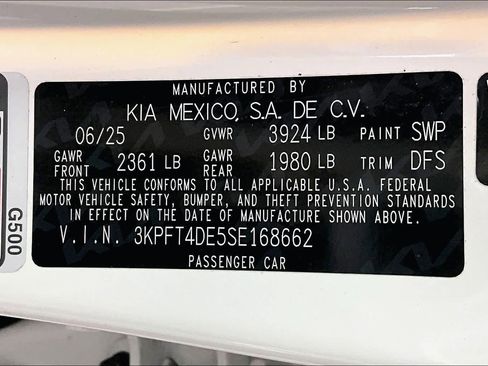 MANUFACTURED BY
KIA MEXICO, S.A. DE C.V.
06/25 GVWR 3924 LB PAINT SWP
GAWR FRONT 2361 LB GAWR REAR 1980 LB TRIM DFS
THIS VEHICLE CONFORMS TO ALL APPLICABLE U.S.A. FEDERAL
MOTOR VEHICLE SAFETY, BUMPER, AND THEFT PREVENTION STANDARDS
IN EFFECT ON THE DATE OF MANUFACTURE SHOWN ABOVE.
V.I.N. 3KPFT4DE5SE168662
PASSENGER CAR
G500